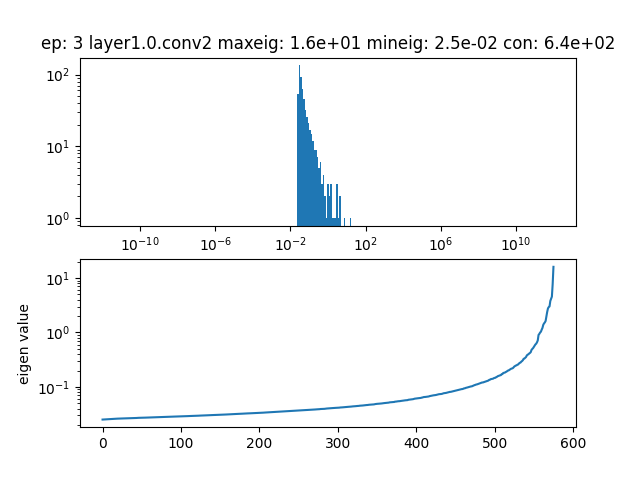 ep: 3 layer1.0.conv2 maxeig: 1.6e+01 mineig: 2.5e-02 con: 6.4e+02
10²
10¹
10⁰
10⁻¹⁰ 10⁻⁶ 10⁻² 10² 10⁶ 10¹⁰
eigen value
10¹
10⁰
10⁻¹
0 100 200 300 400 500 600